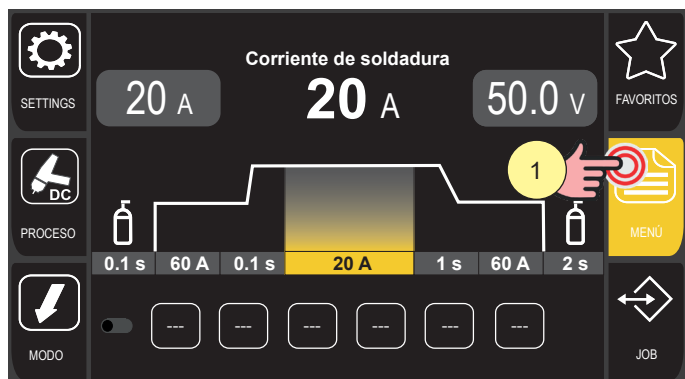 SETTINGS
Corriente de soldadura
20 A
20 A
50.0 V
FAVORITOS
DC
PROCESO
1
MENÚ
0.1 s 60 A 0.1 s 20 A 1 s 60 A 2 s
MODO
--- --- --- --- --- ---
JOB